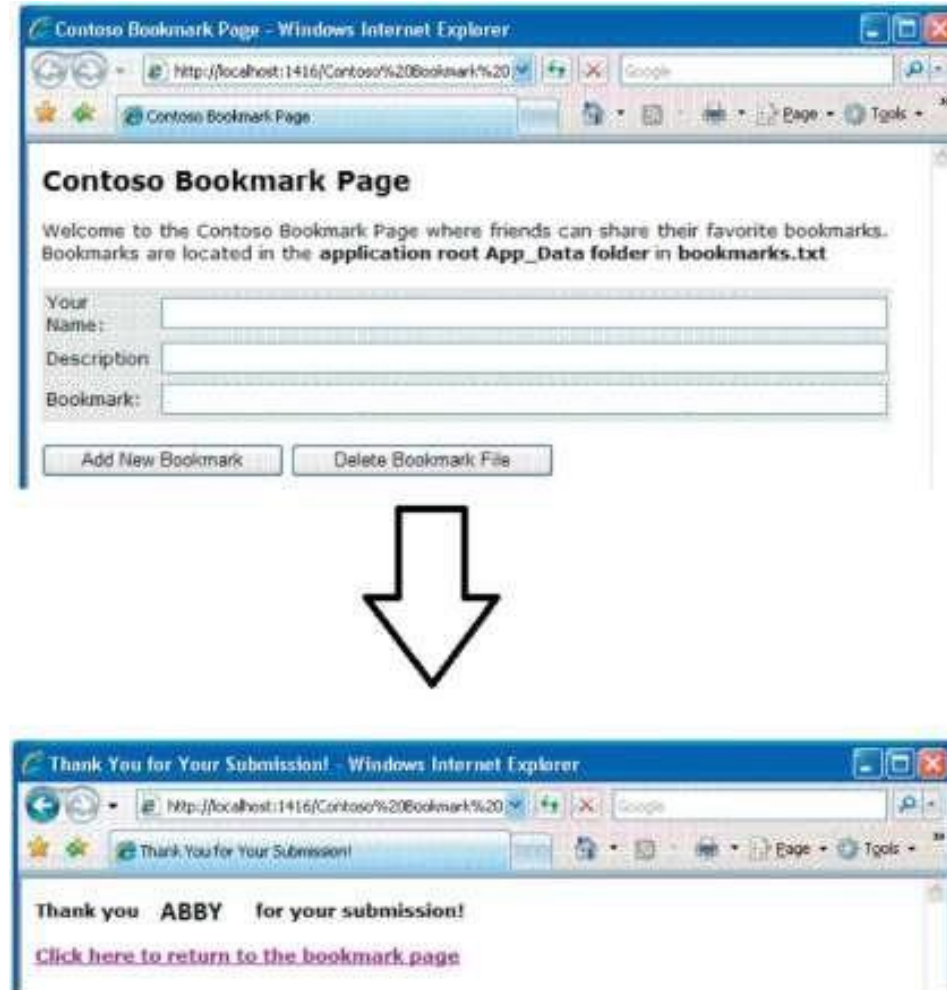 Contoso Bookmark Page - Windows Internet Explorer
http://localhost:1416/Contoso%20Bookmark%20
Google
Contoso Bookmark Page
Page
Tools
Contoso Bookmark Page
Welcome to the Contoso Bookmark Page where friends can share their favorite bookmarks.
Bookmarks are located in the application root App_Data folder in bookmarks.txt
Your
Name:
Description
Bookmark:
Add New Bookmark
Delete Bookmark File
Thank You for Your Submission! - Windows Internet Explorer
http://localhost:1416/Contoso%20Bookmark%20
Google
Thank You for Your Submission!
Page
Tools
Thank you ABBY for your submission!
Click here to return to the bookmark page